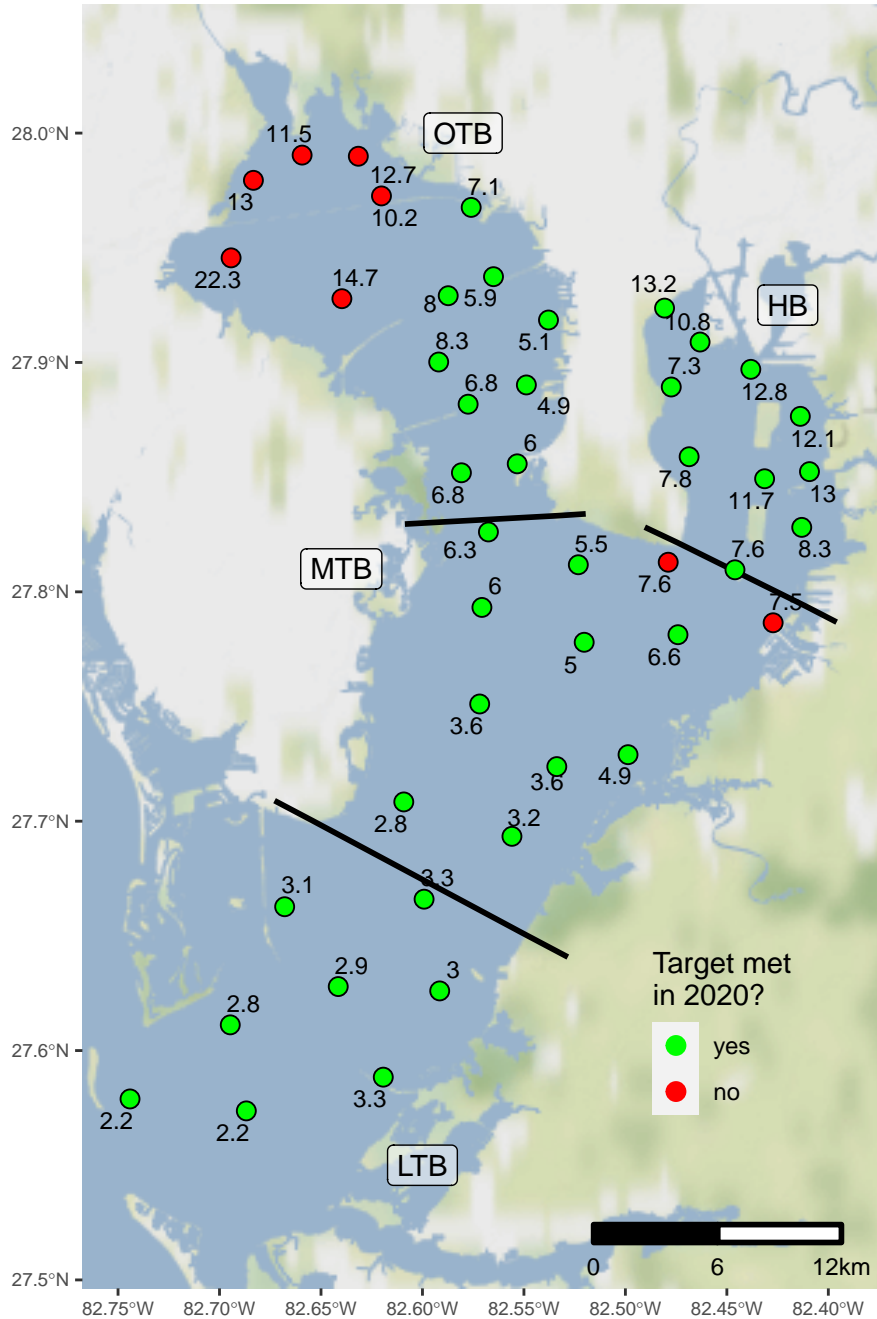 28.0°N
27.9°N
27.8°N
27.7°N
27.6°N
27.5°N
82.75°W
82.70°W
82.65°W
82.60°W
82.55°W
82.50°W
82.45°W
82.40°W
OTB
11.5
12.7
13
10.2
7.1
22.3
14.7
8
5.9
5.1
8.3
6.8
4.9
6
6.8
HB
13.2
10.8
7.3
12.8
12.1
7.8
11.7
13
8.3
7.6
MTB
6.3
5.5
7.6
7.5
6
5
6.6
3.6
3.6
4.9
2.8
3.2
3.3
3.1
2.9
3
2.8
3.3
2.2
2.2
LTB
Target met
in 2020?
yes
no
0 6 12km